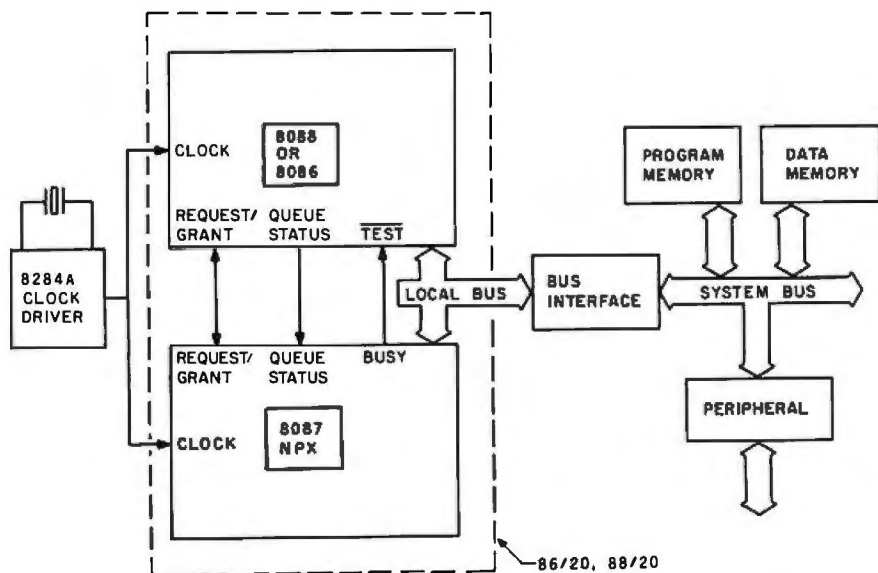 8284A
CLOCK
DRIVER
CLOCK
8088
OR
8086
REQUEST/
GRANT
QUEUE
STATUS
TEST
REQUEST/
GRANT
QUEUE
STATUS
BUSY
CLOCK
8087
NPX
LOCAL BUS
BUS
INTERFACE
PROGRAM
MEMORY
DATA
MEMORY
SYSTEM BUS
PERIPHERAL
86/20, 88/20